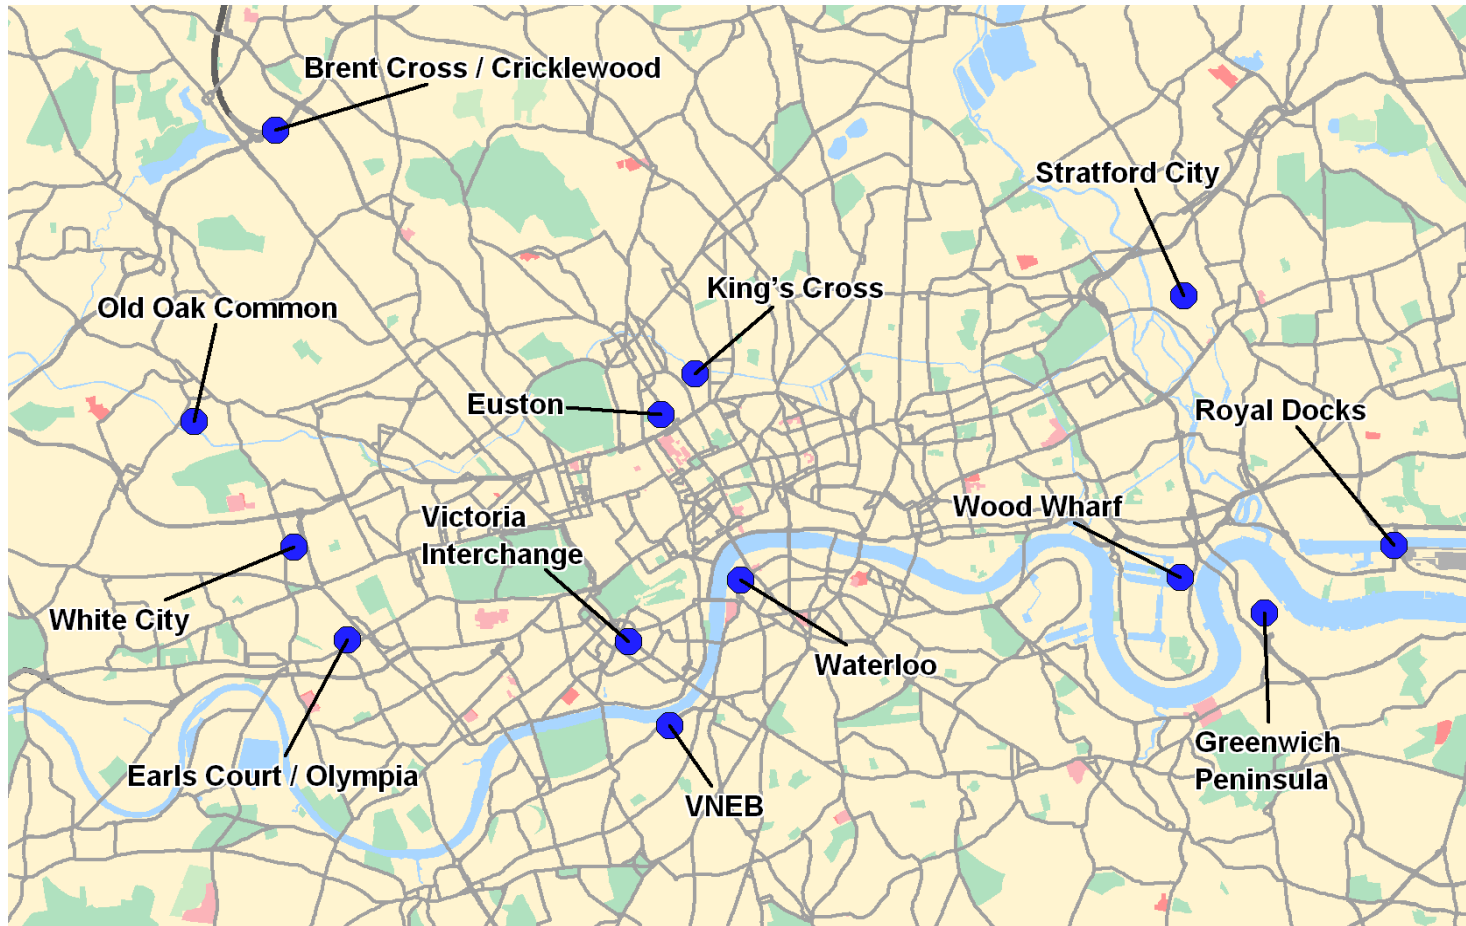 Brent Cross / Cricklewood
Stratford City
King's Cross
Old Oak Common
Euston
Royal Docks
Victoria
Interchange
Wood Wharf
White City
Waterloo
Greenwich
Peninsula
Earls Court / Olympia
VNEB